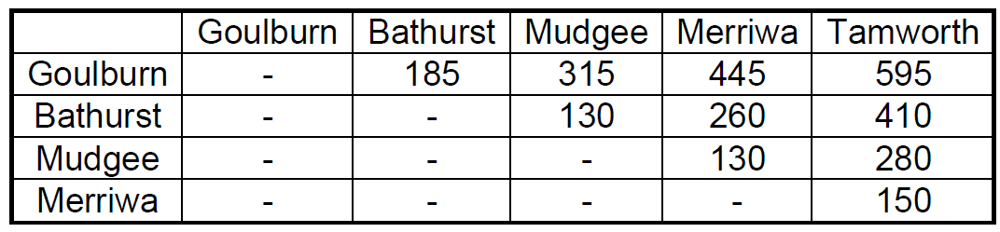 Goulburn Bathurst Mudgee Merriwa Tamworth
Goulburn - 185 315 445 595
Bathurst - - 130 260 410
Mudgee - - - 130 280
Merriwa - - - - 150